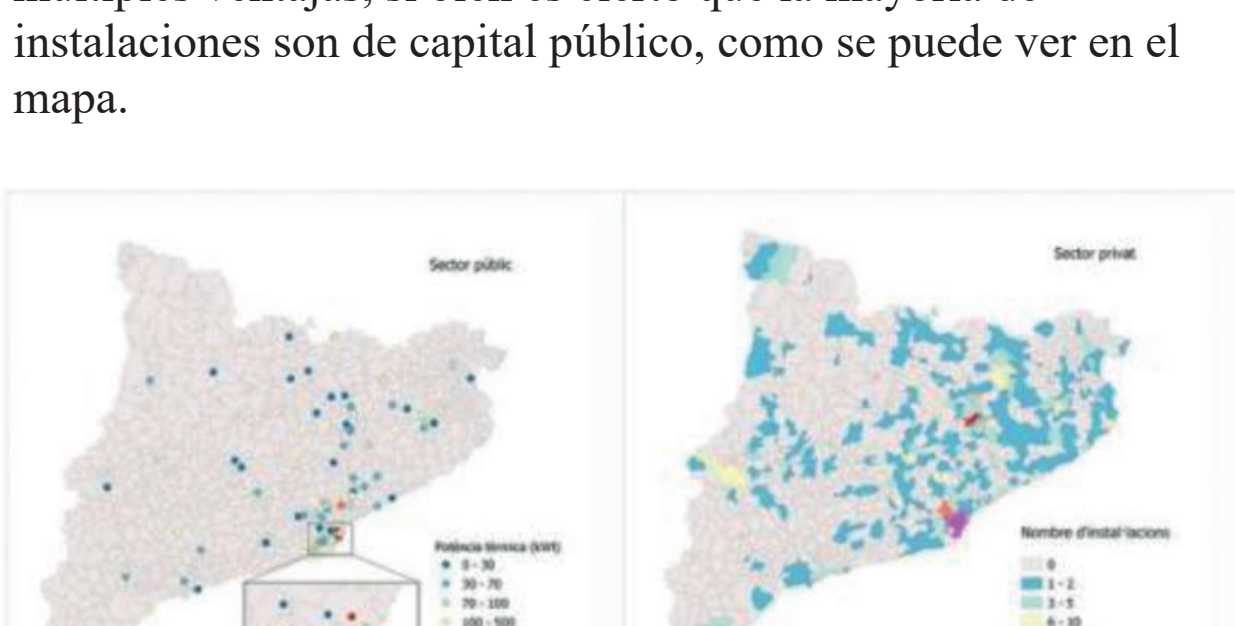 instalaciones son de capital público, como se puede ver en el
mapa.
Sector públic
Potència tèrmica (kWt)
0 - 30
30 - 70
70 - 100
100 - 500
Sector privat
Nombre d'instal·lacions
0
1 - 2
3 - 5
6 - 10